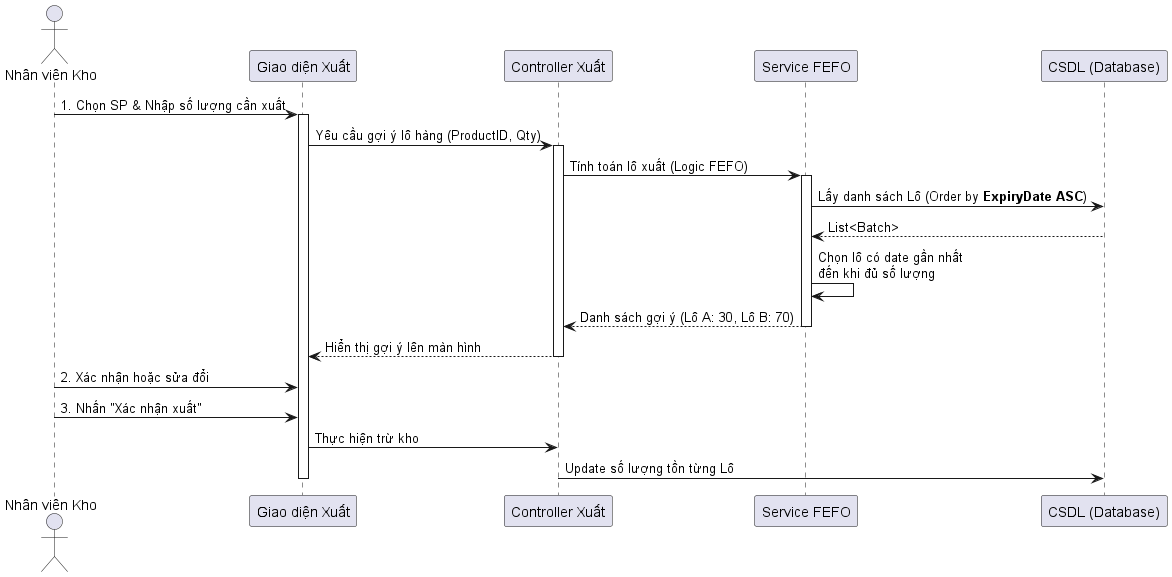 Nhân viên Kho
Giao diện Xuất
Controller Xuất
Service FEFO
CSDL (Database)
1. Chọn SP & Nhập số lượng cần xuất
Yêu cầu gợi ý lô hàng (ProductID, Qty)
Tính toán lô xuất (Logic FEFO)
Lấy danh sách Lô (Order by ExpiryDate ASC)
List<Batch>
Chọn lô có date gần nhất
đến khi đủ số lượng
Danh sách gợi ý (Lô A: 30, Lô B: 70)
Hiển thị gợi ý lên màn hình
2. Xác nhận hoặc sửa đổi
3. Nhấn "Xác nhận xuất"
Thực hiện trừ kho
Update số lượng tồn từng Lô
Nhân viên Kho
Giao diện Xuất
Controller Xuất
Service FEFO
CSDL (Database)